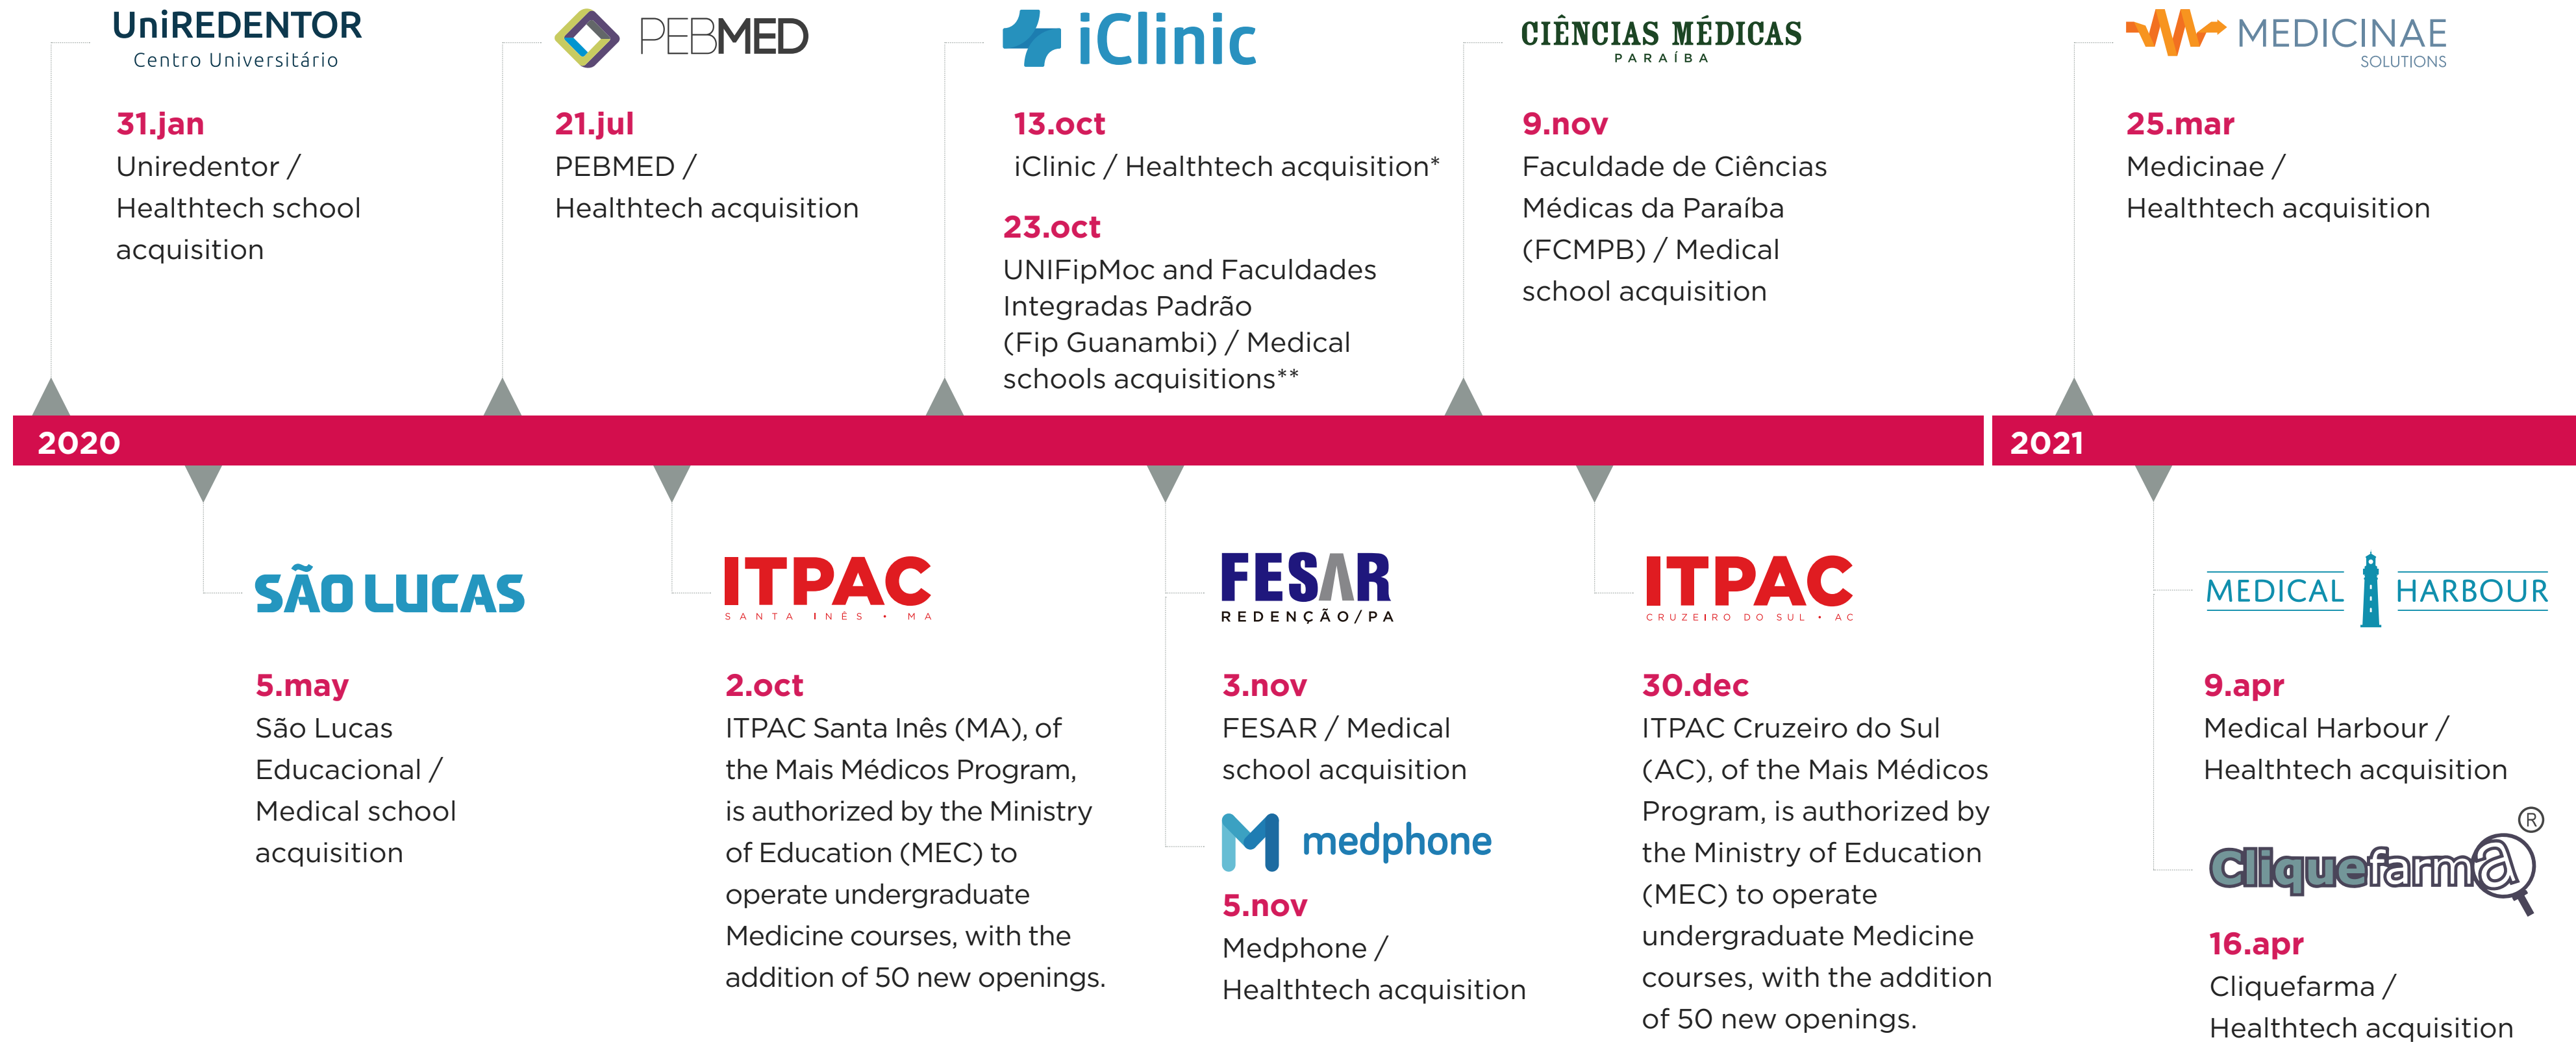 UniREDENTOR
Centro Universitário
31.jan
Uniredentor /
Healthtech school
acquisition
PEBMED
21.jul
PEBMED /
Healthtech acquisition
iClinic
13.oct
iClinic / Healthtech acquisition*
23.oct
UNIFipMoc and Faculdades
Integradas Padrão
(Fip Guanambi) / Medical
schools acquisitions**
CIÊNCIAS MÉDICAS
PARAÍBA
9.nov
Faculdade de Ciências
Médicas da Paraíba
(FCMPB) / Medical
school acquisition
MEDICINAE
SOLUTIONS
25.mar
Medicinae /
Healthtech acquisition
2020
2021
SÃO LUCAS
5.may
São Lucas
Educacional /
Medical school
acquisition
ITPAC
SANTA INÊS • MA
2.oct
ITPAC Santa Inês (MA), of
the Mais Médicos Program,
is authorized by the Ministry
of Education (MEC) to
operate undergraduate
Medicine courses, with the
addition of 50 new openings.
FESAR
REDENÇÃO/PA
3.nov
FESAR / Medical
school acquisition
medphone
5.nov
Medphone /
Healthtech acquisition
ITPAC
CRUZEIRO DO SUL • AC
30.dec
ITPAC Cruzeiro do Sul
(AC), of the Mais Médicos
Program, is authorized by
the Ministry of Education
(MEC) to operate
undergraduate Medicine
courses, with the addition
of 50 new openings.
MEDICAL HARBOUR
9.apr
Medical Harbour /
Healthtech acquisition
Cliquefarma®
16.apr
Cliquefarma /
Healthtech acquisition